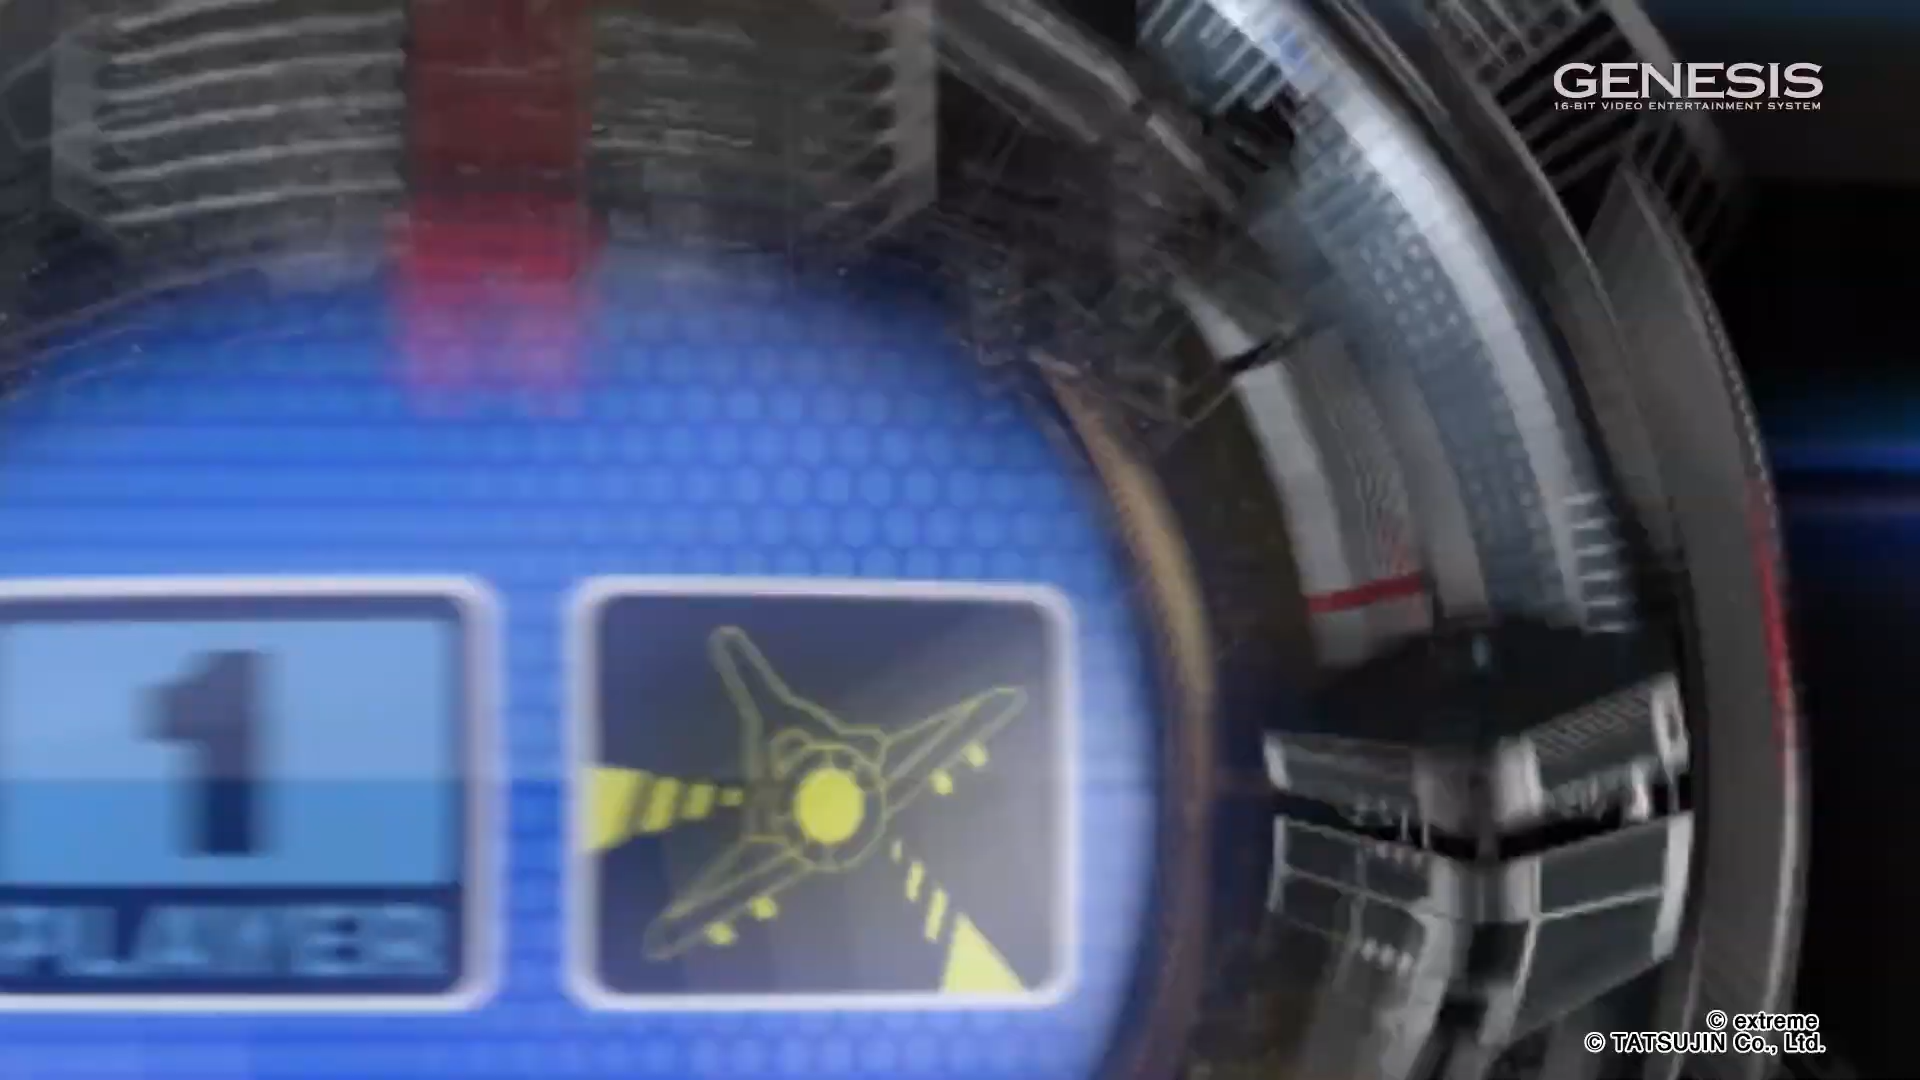 GENESIS
16-BIT VIDEO ENTERTAINMENT SYSTEM
1
PLAYER
© extreme
© TATSUJIN Co., Ltd.